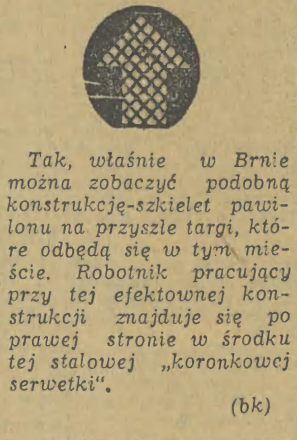 Tak, właśnie w Brnie
można zobaczyć podobną
konstrukcję-szkielet pawi-
lonu na przyszłe targi, któ-
re odbędą się w tym mie-
ście. Robotnik pracujący
przy tej efektownej kon-
strukcji znajduje się po
prawej stronie w środku
tej stalowej „koronkowej
serwetki“.
(bk)